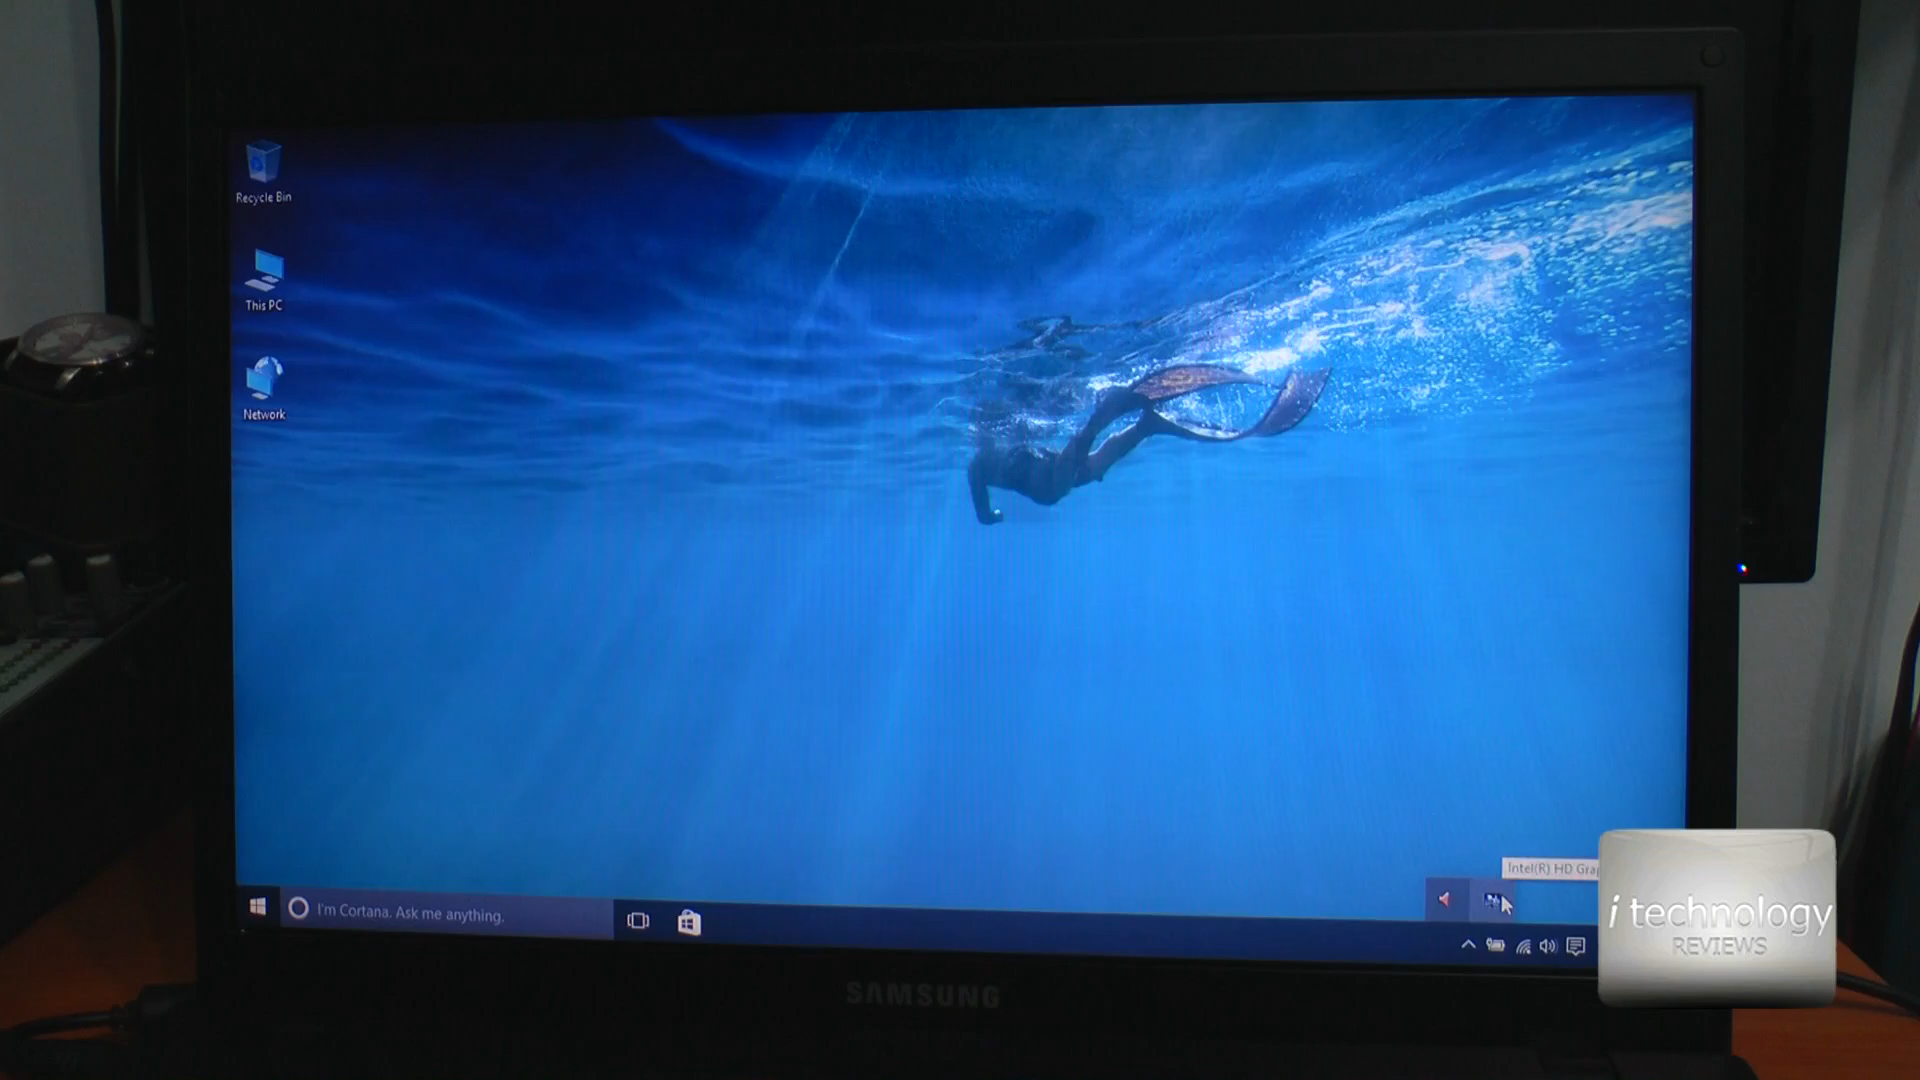 Recycle Bin
This PC
Network
Intel(R) HD Gra
I'm Cortana. Ask me anything.
SAMSUNG
i technology
REVIEWS